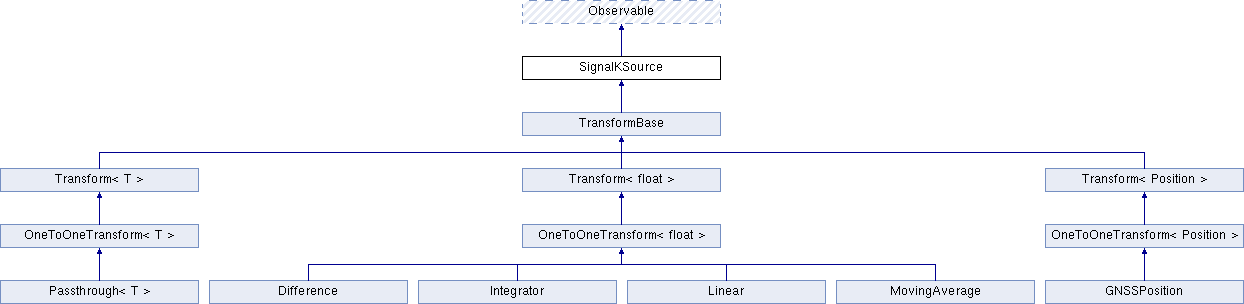 Observable
SignalKSource
TransformBase
Transform< T >
Transform< float >
Transform< Position >
OneToOneTransform< T >
OneToOneTransform< float >
OneToOneTransform< Position >
Passthrough< T >
Difference
Integrator
Linear
MovingAverage
GNSSPosition